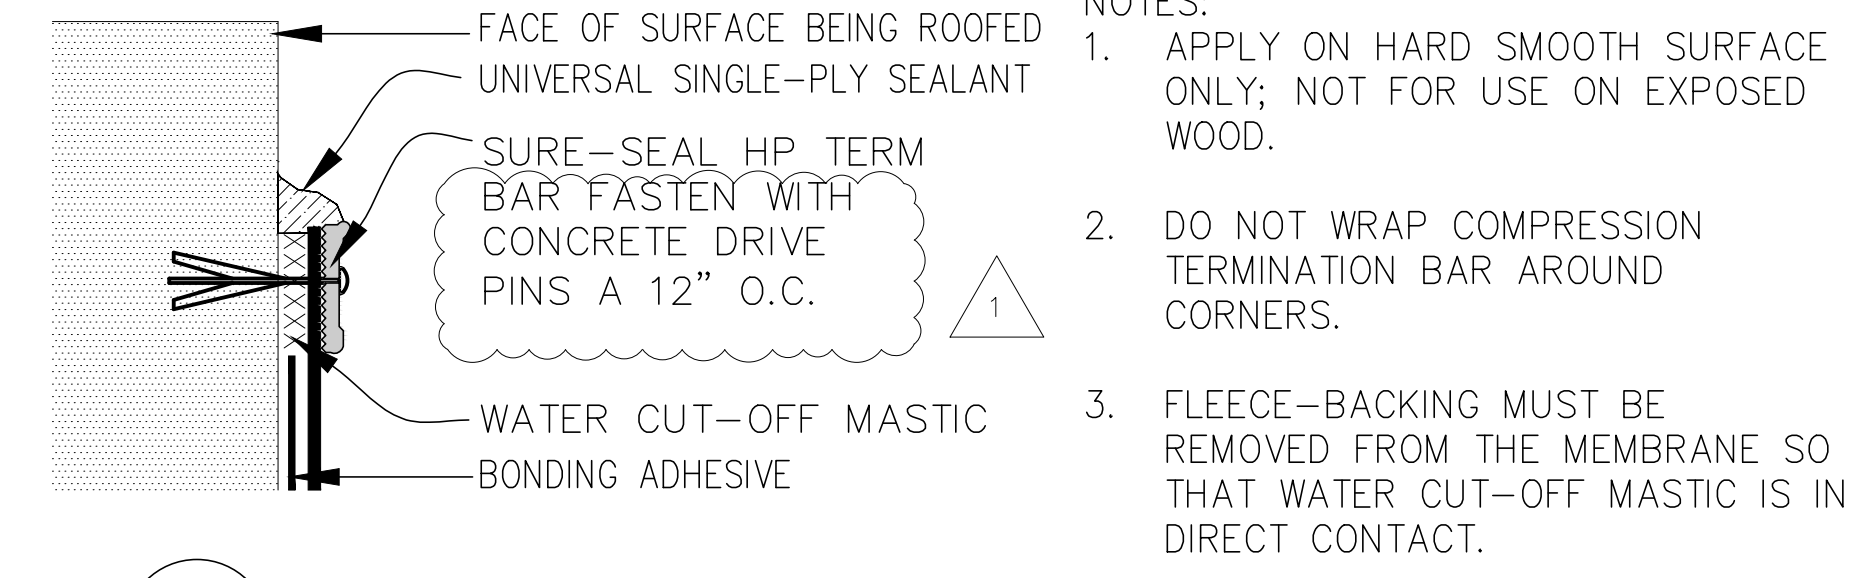 FACE OF SURFACE BEING ROOFED
UNIVERSAL SINGLE-PLY SEALANT
SURE-SEAL HP TERM
BAR FASTEN WITH
CONCRETE DRIVE
PINS A 12" O.C.
1
WATER CUT-OFF MASTIC
BONDING ADHESIVE
NOTES:
1. APPLY ON HARD SMOOTH SURFACE
ONLY; NOT FOR USE ON EXPOSED
WOOD.
2. DO NOT WRAP COMPRESSION
TERMINATION BAR AROUND
CORNERS.
3. FLEECE-BACKING MUST BE
REMOVED FROM THE MEMBRANE SO
THAT WATER CUT-OFF MASTIC IS IN
DIRECT CONTACT.